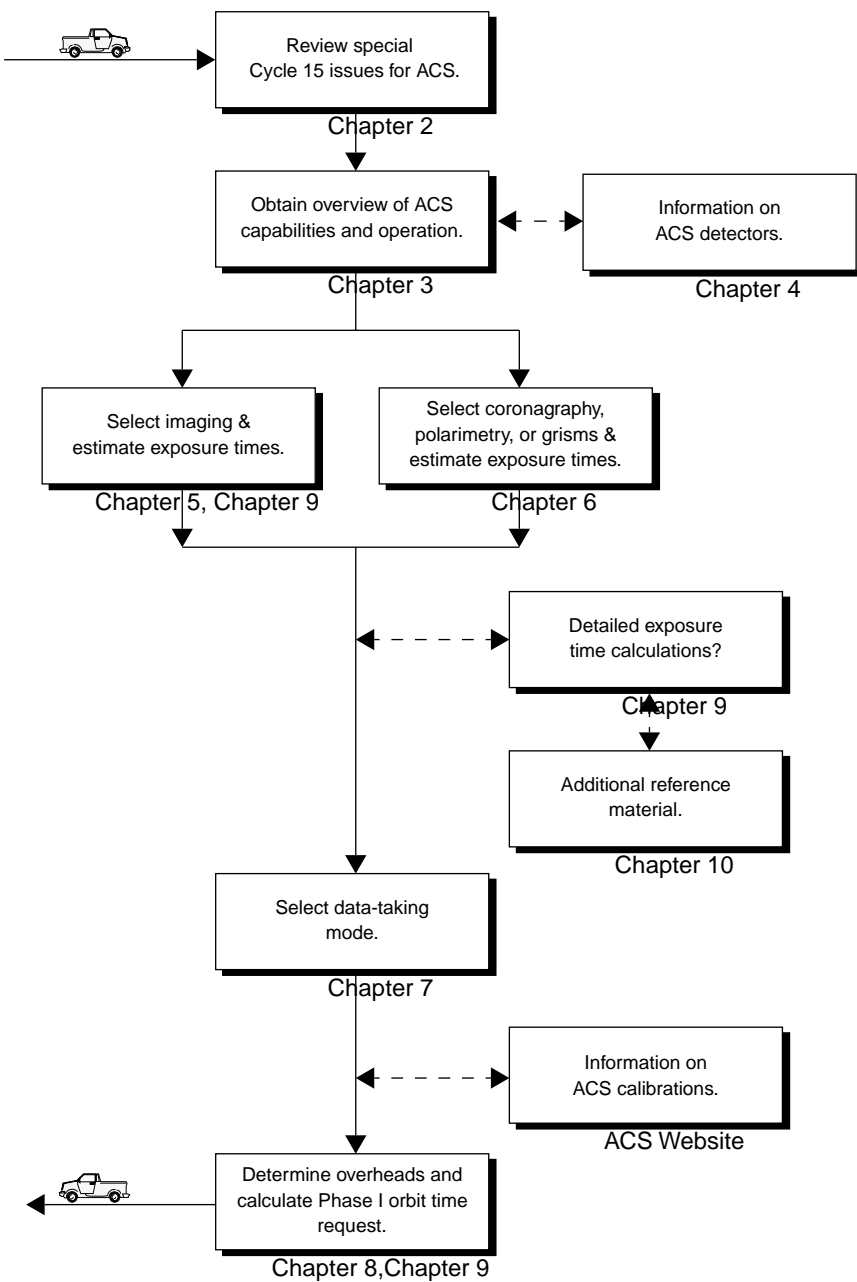 Review special
Cycle 15 issues for ACS.
Chapter 2
Obtain overview of ACS
capabilities and operation.
Chapter 3
Information on
ACS detectors.
Chapter 4
Select imaging &
estimate exposure times.
Chapter 5, Chapter 9
Select coronagraphy,
polarimetry, or grisms &
estimate exposure times.
Chapter 6
Detailed exposure
time calculations?
Chapter 9
Additional reference
material.
Chapter 10
Select data-taking
mode.
Chapter 7
Information on
ACS calibrations.
ACS Website
Determine overheads and
calculate Phase I orbit time
request.
Chapter 8,Chapter 9